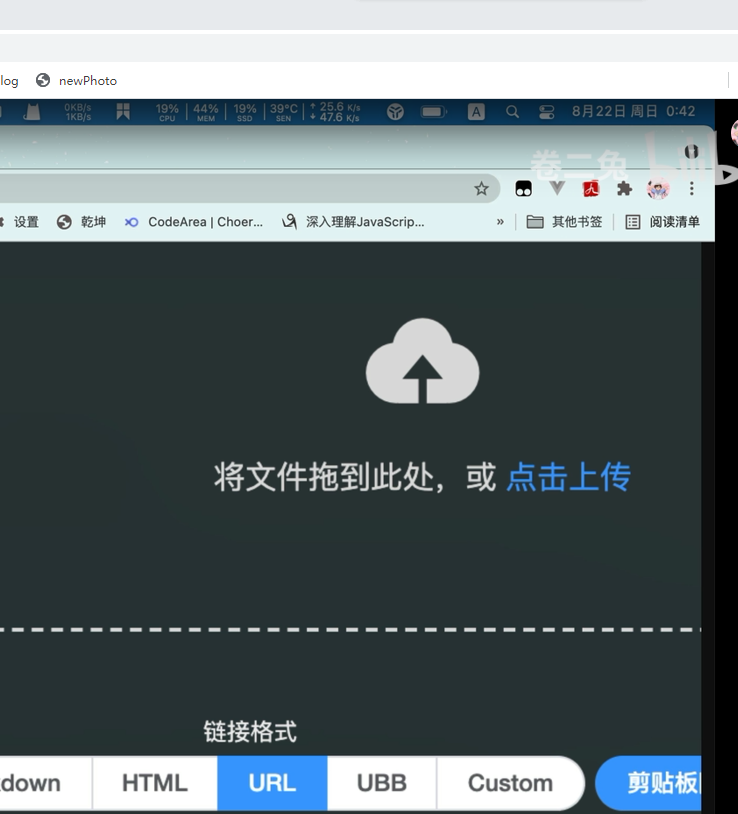 log newPhoto
0KB/s 19% 44% 19% 39°C ↑ 25.6 K/s A 8月22日 周日 0:42
1KB/s CPU MEM SSD SEN ↓ 47.6 K/s
卷二兔
设置 乾坤 CodeArea | Choer... 深入理解JavaScrip... » 其他书签 阅读清单
将文件拖到此处，或 点击上传
链接格式
down HTML URL UBB Custom 剪贴板